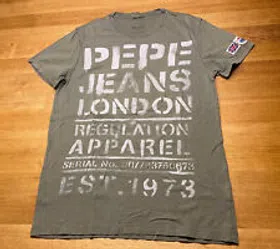 PEPE
JEANS
LONDON
REGULATION
APPAREL
EST.1973